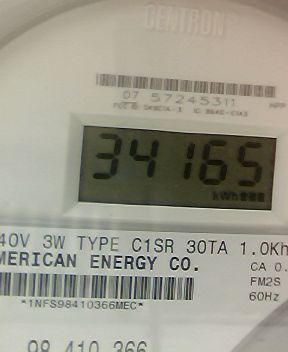 CENTRON
07 57245311
34165
kWh
40V 3W TYPE C1SR 30TA 1.0Kh
MERICAN ENERGY CO.
CA 0.
FM2S
*1NFS98410366MEC*
60Hz
98 410 366